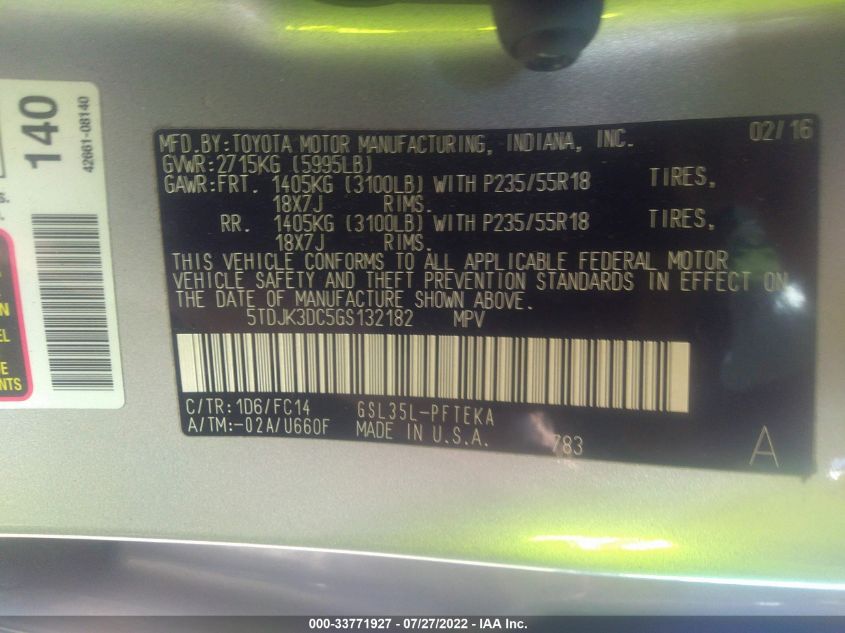 140
42661-08140
S.
N
EL
E
NTS
MFD.BY:TOYOTA MOTOR MANUFACTURING, INDIANA, INC. 02/16
GVWR:2715KG (5995LB)
GAWR:FRT. 1405KG (3100LB) WITH P235/55R18 TIRES,
18X7J RIMS.
RR. 1405KG (3100LB) WITH P235/55R18 TIRES,
18X7J RIMS.
THIS VEHICLE CONFORMS TO ALL APPLICABLE FEDERAL MOTOR
VEHICLE SAFETY AND THEFT PREVENTION STANDARDS IN EFFECT ON
THE DATE OF MANUFACTURE SHOWN ABOVE.
5TDJK3DC5GS132182 MPV
C/TR:1D6/FC14 GSL35L-PFTEKA
A/TM:-02A/U660F MADE IN U.S.A. 783 A
000-33771927 - 07/27/2022 - IAA Inc.